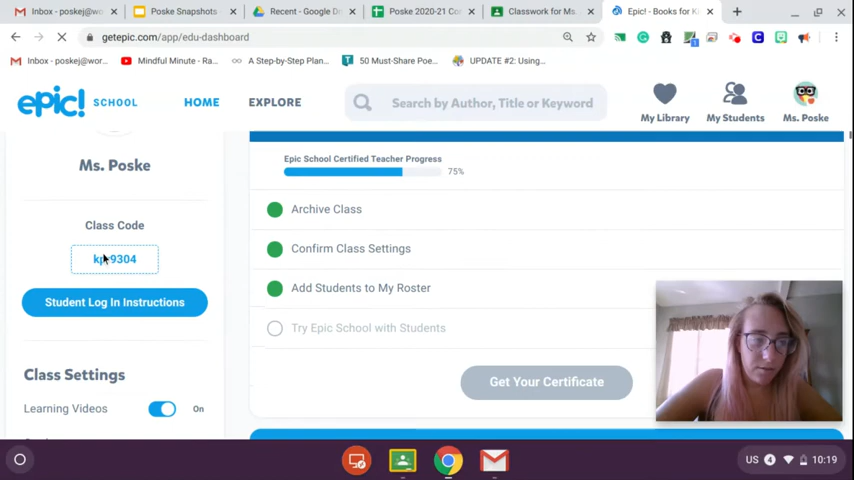 Inbox - poskej@wor
Poske Snapshots -
Recent - Google Dri
Poske 2020-21 Con
Classwork for Ms.
Epic! - Books for Ki
getepic.com/app/edu-dashboard
Inbox - poskej@wor...
Mindful Minute - Ra...
A Step-by-Step Plan...
50 Must-Share Poe...
UPDATE #2: Using...
epic! SCHOOL
HOME
EXPLORE
Search by Author, Title or Keyword
My Library
My Students
Ms. Poske
Ms. Poske
Class Code
9304
Student Log In Instructions
Class Settings
Learning Videos
On
Epic School Certified Teacher Progress
75%
Archive Class
Confirm Class Settings
Add Students to My Roster
Try Epic School with Students
Get Your Certificate
US 4 10:19